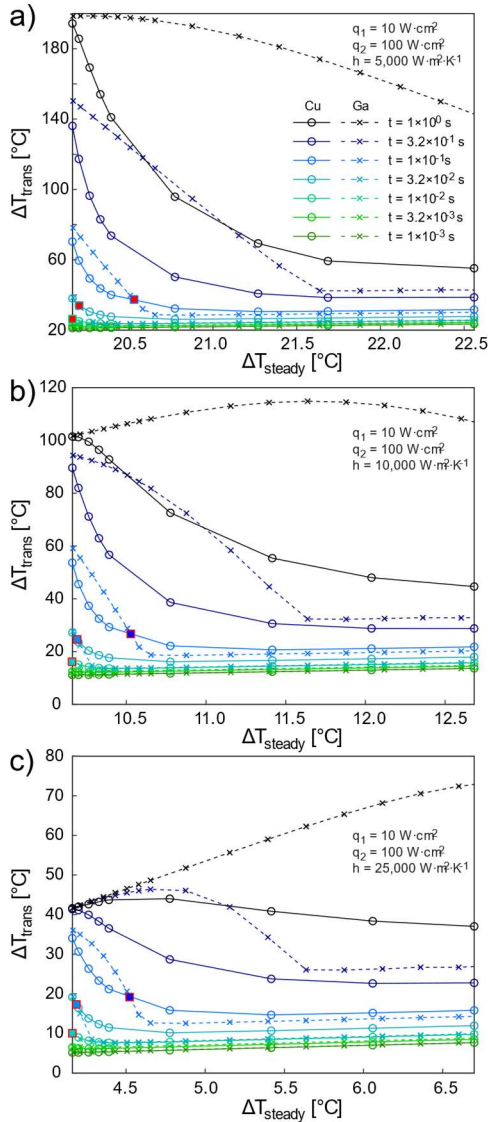 a)
q1 = 10 W·cm²
q2 = 100 W·cm²
h = 5,000 W·m²·K⁻¹
Cu Ga
t = 1×10⁰ s
t = 3.2×10⁻¹ s
t = 1×10⁻¹s
t = 3.2×10⁻² s
t = 1×10⁻² s
t = 3.2×10⁻³ s
t = 1×10⁻³ s
200
160
120
80
60
20
ΔTtrans [°C]
20.5 21.0 21.5 22.0 22.5
ΔTsteady [°C]
b)
q1 = 10 W·cm²
q2 = 100 W·cm²
h = 10,000 W·m²·K⁻¹
120
100
80
60
40
20
0
ΔTtrans [°C]
10.5 11.0 11.5 12.0 12.5
ΔTsteady [°C]
c)
q1 = 10 W·cm²
q2 = 100 W·cm²
h = 25,000 W·m²·K⁻¹
80
70
60
50
40
30
20
10
0
ΔTtrans [°C]
4.5 5.0 5.5 6.0 6.5
ΔTsteady [°C]